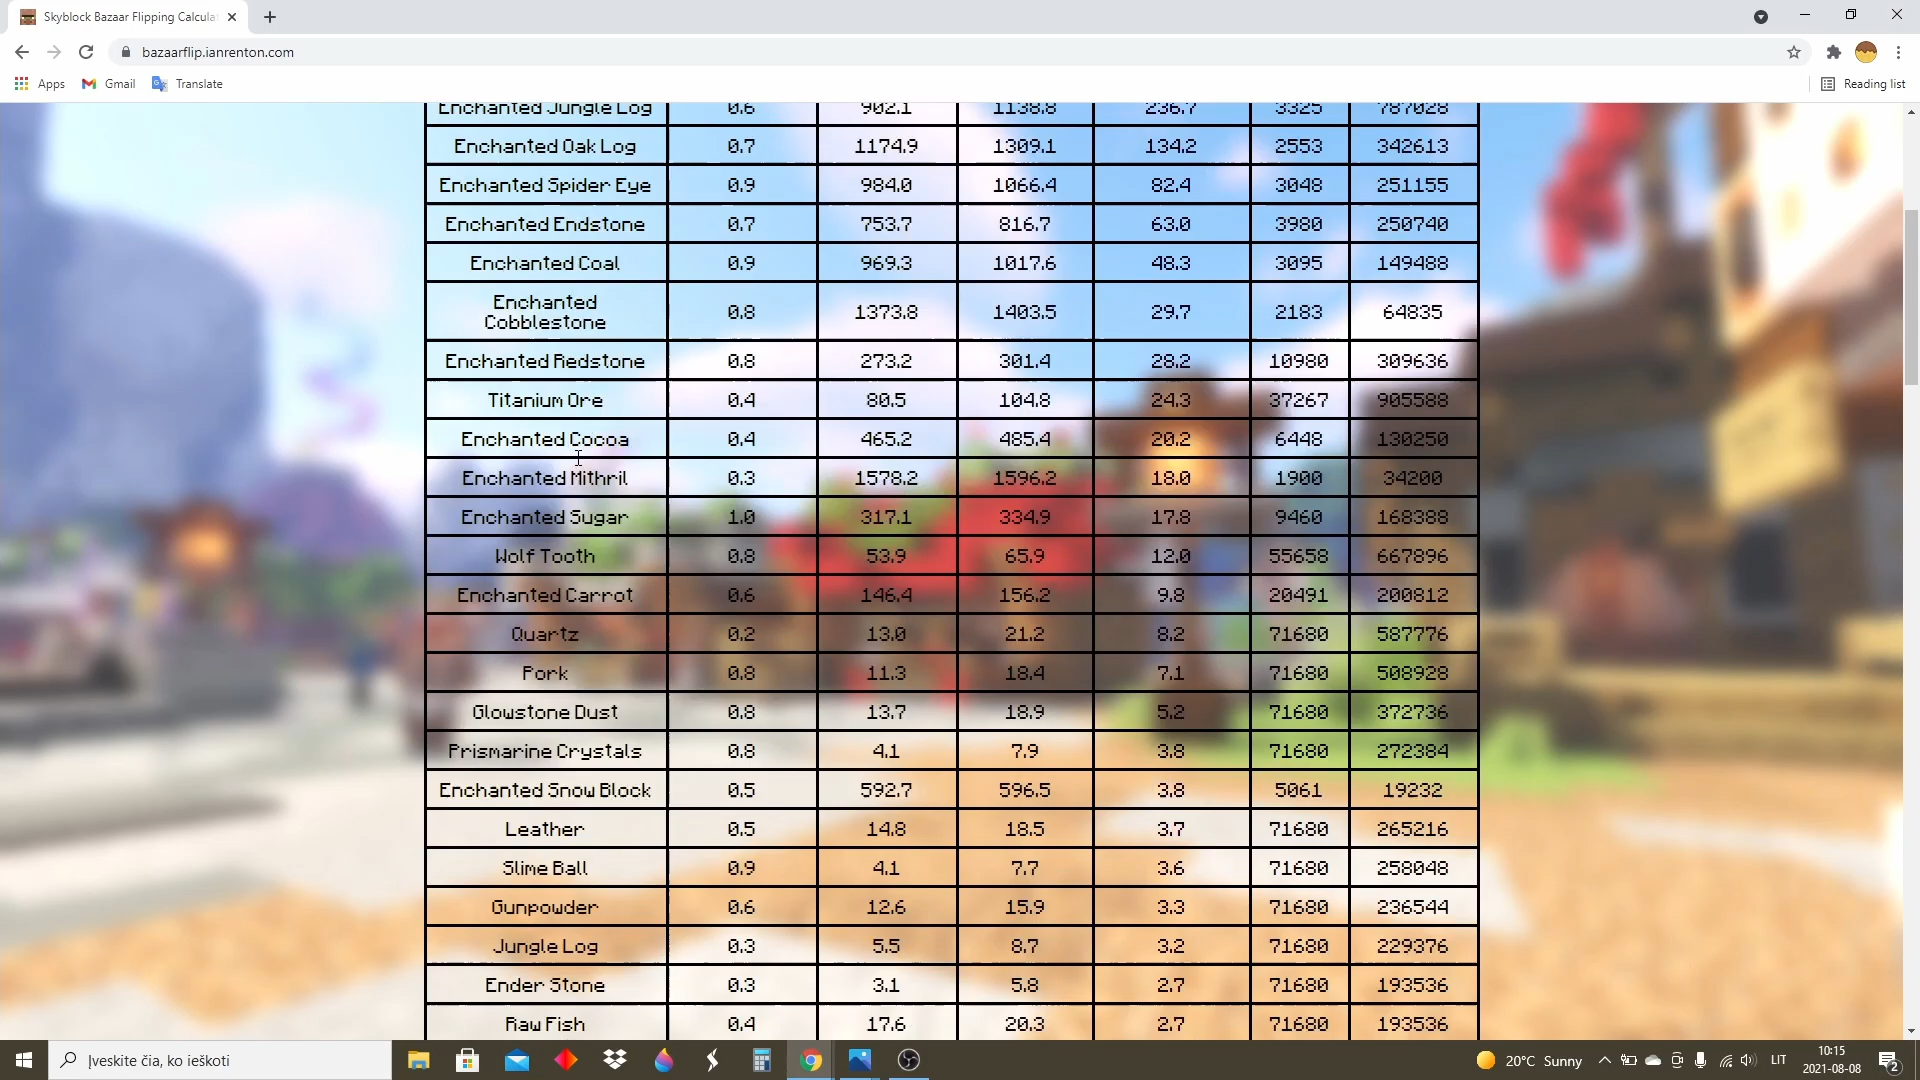 Skyblock Bazaar Flipping Calcula
bazaarflip.ianrenton.com
Apps Gmail Translate Reading list
Enchanted Jungle Log 0.6 902.1 1138.8 236.7 3325 787028
Enchanted Oak Log 0.7 1174.9 1309.1 134.2 2553 342613
Enchanted Spider Eye 0.9 984.0 1066.4 82.4 3048 251155
Enchanted Endstone 0.7 753.7 816.7 63.0 3980 250740
Enchanted Coal 0.9 969.3 1017.6 48.3 3095 149488
Enchanted
Cobblestone 0.8 1373.8 1403.5 29.7 2183 64835
Enchanted Redstone 0.8 273.2 301.4 28.2 10980 309636
Titanium Ore 0.4 80.5 104.8 24.3 37267 905588
Enchanted Cocoa 0.4 465.2 485.4 20.2 6448 130250
Enchanted Mithril 0.3 1578.2 1596.2 18.0 1900 34200
Enchanted Sugar 1.0 317.1 334.9 17.8 9460 168388
Wolf Tooth 0.8 53.9 65.9 12.0 55658 667896
Enchanted Carrot 0.6 146.4 156.2 9.8 20491 200812
Quartz 0.2 13.0 21.2 8.2 71680 587776
Pork 0.8 11.3 18.4 7.1 71680 508928
Glowstone Dust 0.8 13.7 18.9 5.2 71680 372736
Prismarine Crystals 0.8 4.1 7.9 3.8 71680 272384
Enchanted Snow Block 0.5 592.7 596.5 3.8 5061 19232
Leather 0.5 14.8 18.5 3.7 71680 265216
Slime Ball 0.9 4.1 7.7 3.6 71680 258048
Gunpowder 0.6 12.6 15.9 3.3 71680 236544
Jungle Log 0.3 5.5 8.7 3.2 71680 229376
Ender Stone 0.3 3.1 5.8 2.7 71680 193536
Raw Fish 0.4 17.6 20.3 2.7 71680 193536
Įveskite čia, ko ieškoti
20°C Sunny LIT
10:15
2021-08-08
2